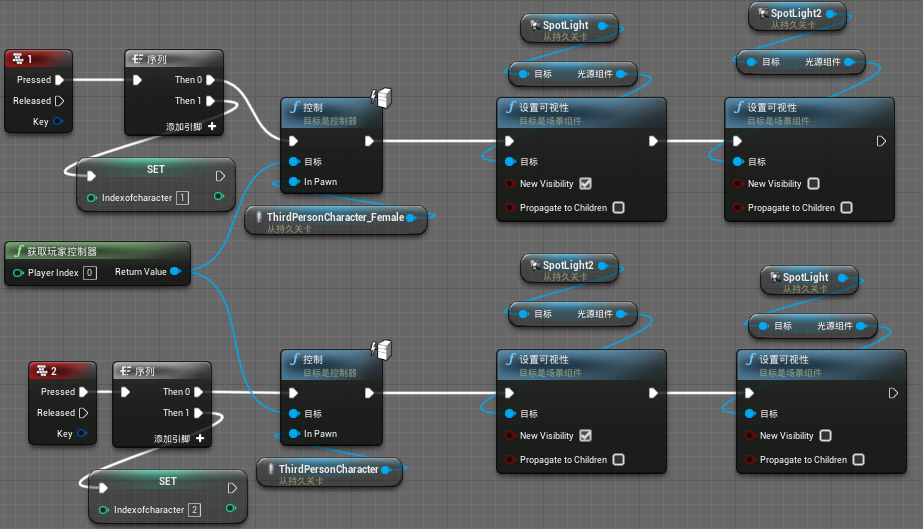 1
Pressed
Released
Key
序列
Then 0
Then 1
添加引脚
SET
Indexofcharacter 1
控制
目标是控制器
目标
In Pawn
ThirdPersonCharacter_Female
从持久关卡
SpotLight
从持久关卡
目标 光源组件
设置可视性
目标是场景组件
目标
New Visibility
Propagate to Children
SpotLight2
从持久关卡
目标 光源组件
设置可视性
目标是场景组件
目标
New Visibility
Propagate to Children
获取玩家控制器
Player Index 0 Return Value
2
Pressed
Released
Key
序列
Then 0
Then 1
添加引脚
SET
Indexofcharacter 2
控制
目标是控制器
目标
In Pawn
ThirdPersonCharacter
从持久关卡
SpotLight2
从持久关卡
目标 光源组件
设置可视性
目标是场景组件
目标
New Visibility
Propagate to Children
SpotLight
从持久关卡
目标 光源组件
设置可视性
目标是场景组件
目标
New Visibility
Propagate to Children